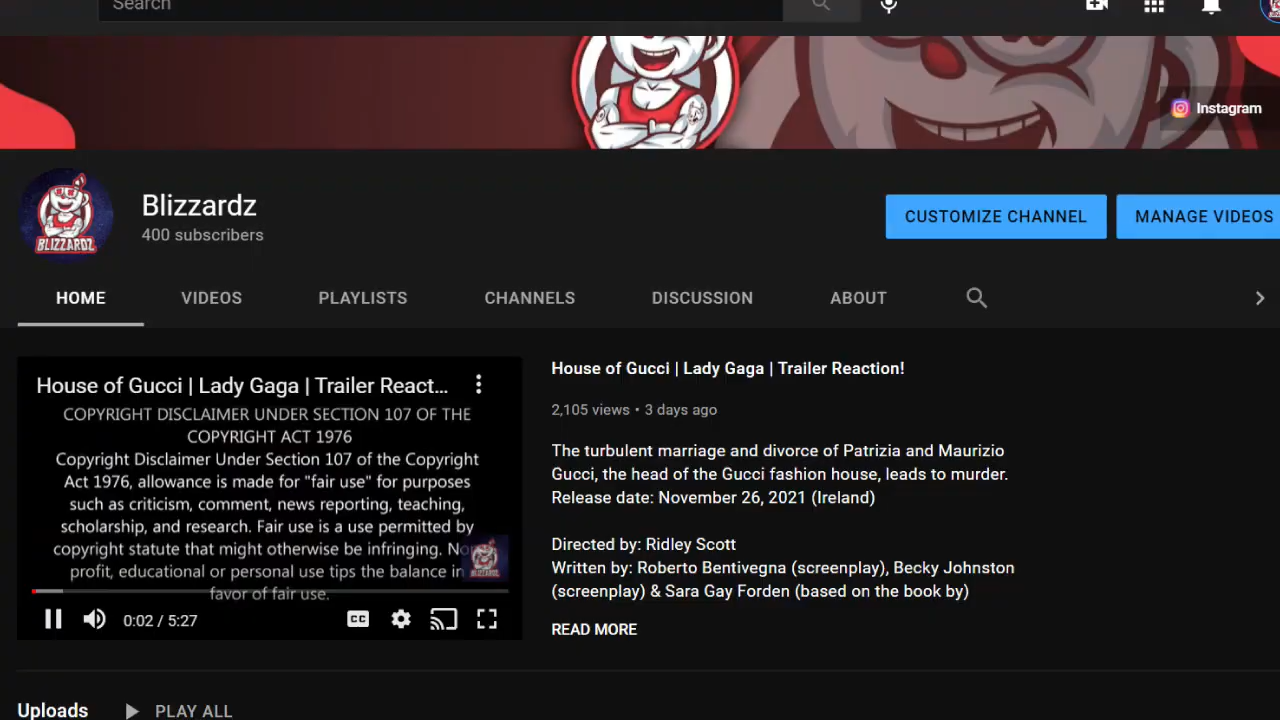 Search
Instagram
BLIZZARDZ
Blizzardz
400 subscribers
CUSTOMIZE CHANNEL
MANAGE VIDEOS
HOME
VIDEOS
PLAYLISTS
CHANNELS
DISCUSSION
ABOUT
House of Gucci | Lady Gaga | Trailer React...
COPYRIGHT DISCLAIMER UNDER SECTION 107 OF THE
COPYRIGHT ACT 1976
Copyright Disclaimer Under Section 107 of the Copyright
Act 1976, allowance is made for "fair use" for purposes
such as criticism, comment, news reporting, teaching,
scholarship, and research. Fair use is a use permitted by
copyright statute that might otherwise be infringing. No
profit, educational or personal use tips the balance in
favor of fair use.
BLIZZARDZ
CC
0:02 / 5:27
House of Gucci | Lady Gaga | Trailer Reaction!
2,105 views • 3 days ago
The turbulent marriage and divorce of Patrizia and Maurizio
Gucci, the head of the Gucci fashion house, leads to murder.
Release date: November 26, 2021 (Ireland)
Directed by: Ridley Scott
Written by: Roberto Bentivegna (screenplay), Becky Johnston
(screenplay) & Sara Gay Forden (based on the book by)
READ MORE
Uploads
PLAY ALL